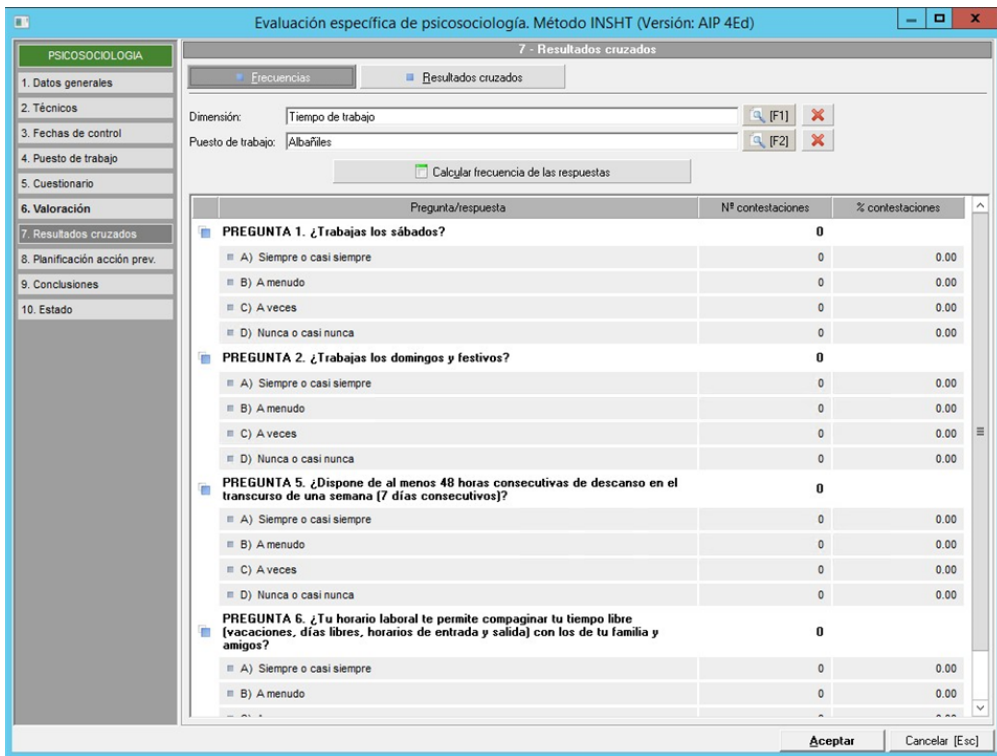 Evaluación específica de psicosociología. Método INSHT (Versión: AIP 4Ed)
PSICOSOCIOLOGIA
1. Datos generales
2. Técnicos
3. Fechas de control
4. Puesto de trabajo
5. Cuestionario
6. Valoración
7. Resultados cruzados
8. Planificación acción prev.
9. Conclusiones
10. Estado
7 - Resultados cruzados
Frecuencias
Resultados cruzados
Dimensión: Tiempo de trabajo [F1]
Puesto de trabajo: Albañiles [F2]
Calcular frecuencia de las respuestas
Pregunta/respuesta Nº contestaciones % contestaciones
PREGUNTA 1. ¿Trabajas los sábados? 0
A) Siempre o casi siempre 0 0.00
B) A menudo 0 0.00
C) A veces 0 0.00
D) Nunca o casi nunca 0 0.00
PREGUNTA 2. ¿Trabajas los domingos y festivos? 0
A) Siempre o casi siempre 0 0.00
B) A menudo 0 0.00
C) A veces 0 0.00
D) Nunca o casi nunca 0 0.00
PREGUNTA 5. ¿Dispone de al menos 48 horas consecutivas de descanso en el
transcurso de una semana (7 días consecutivos)? 0
A) Siempre o casi siempre 0 0.00
B) A menudo 0 0.00
C) A veces 0 0.00
D) Nunca o casi nunca 0 0.00
PREGUNTA 6. ¿Tu horario laboral te permite compaginar tu tiempo libre
(vacaciones, días libres, horarios de entrada y salida) con los de tu familia y
amigos? 0
A) Siempre o casi siempre 0 0.00
B) A menudo 0 0.00
Aceptar
Cancelar [Esc]